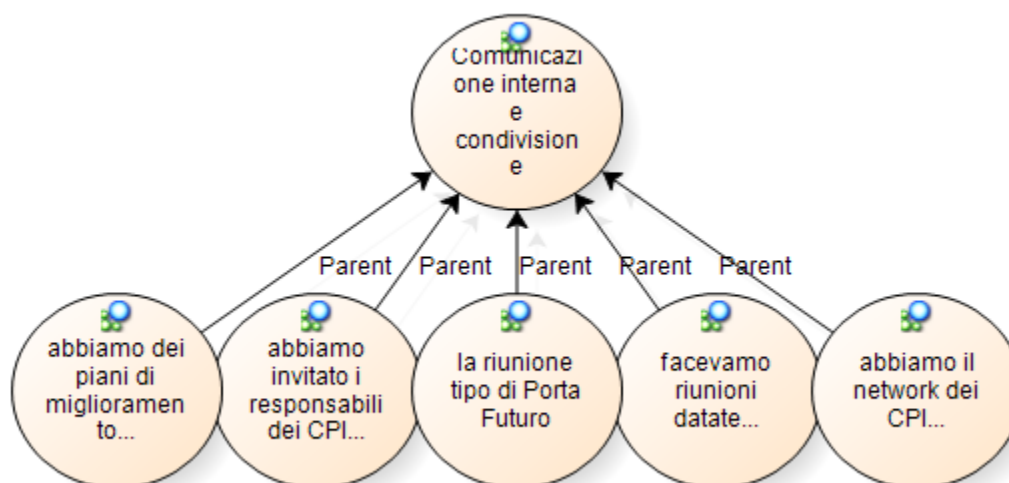 Comunicazi
one interna
e
condivision
e
Parent
Parent
Parent
Parent
Parent
abbiamo dei
piani di
miglioramen
to...
abbiamo
invitato i
responsabili
dei CPI...
la riunione
tipo di Porta
Futuro
facevamo
riunioni
datate...
abbiamo il
network dei
CPI...